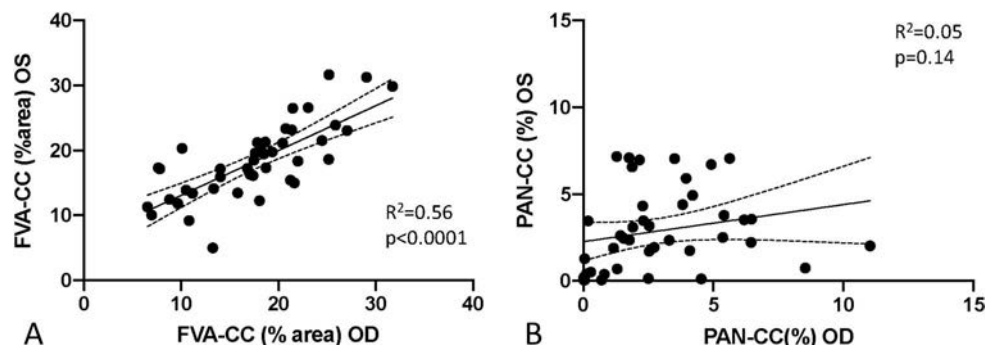 40
30
20
10
0
FVA-CC (%area) OS
R²=0.56
p<0.0001
0 10 20 30 40
FVA-CC (% area) OD
A
15
10
5
0
PAN-CC (%) OS
R²=0.05
p=0.14
0 5 10 15
PAN-CC(%) OD
B